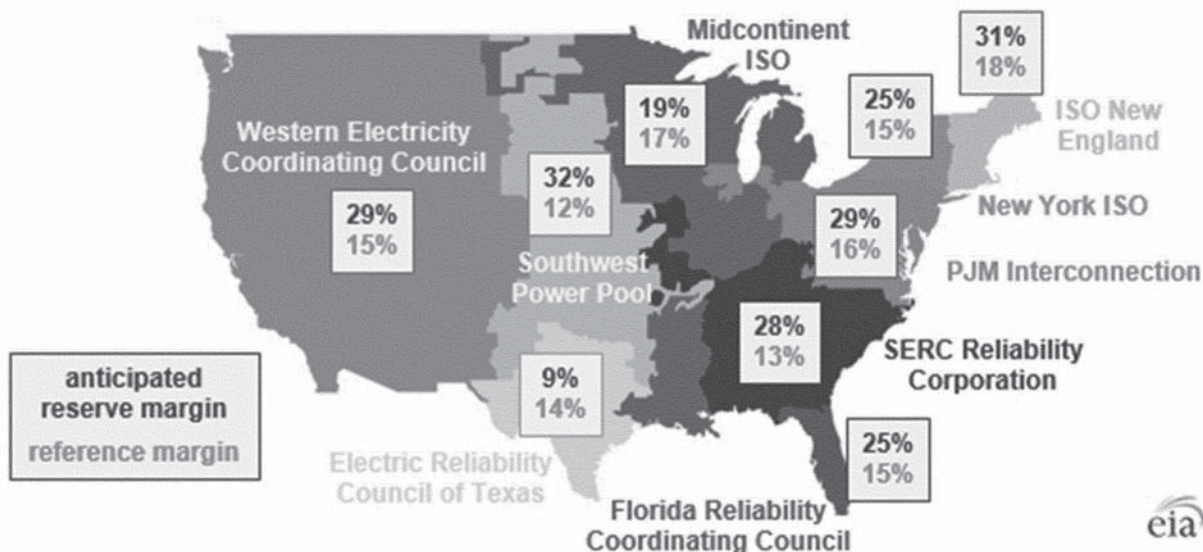 Midcontinent
ISO
31%
18%
25%
15%
ISO New
England
19%
17%
Western Electricity
Coordinating Council
29%
15%
32%
12%
New York ISO
29%
16%
PJM Interconnection
Southwest
Power Pool
28%
13%
SERC Reliability
Corporation
anticipated
reserve margin
reference margin
9%
14%
Electric Reliability
Council of Texas
25%
15%
Florida Reliability
Coordinating Council
eia